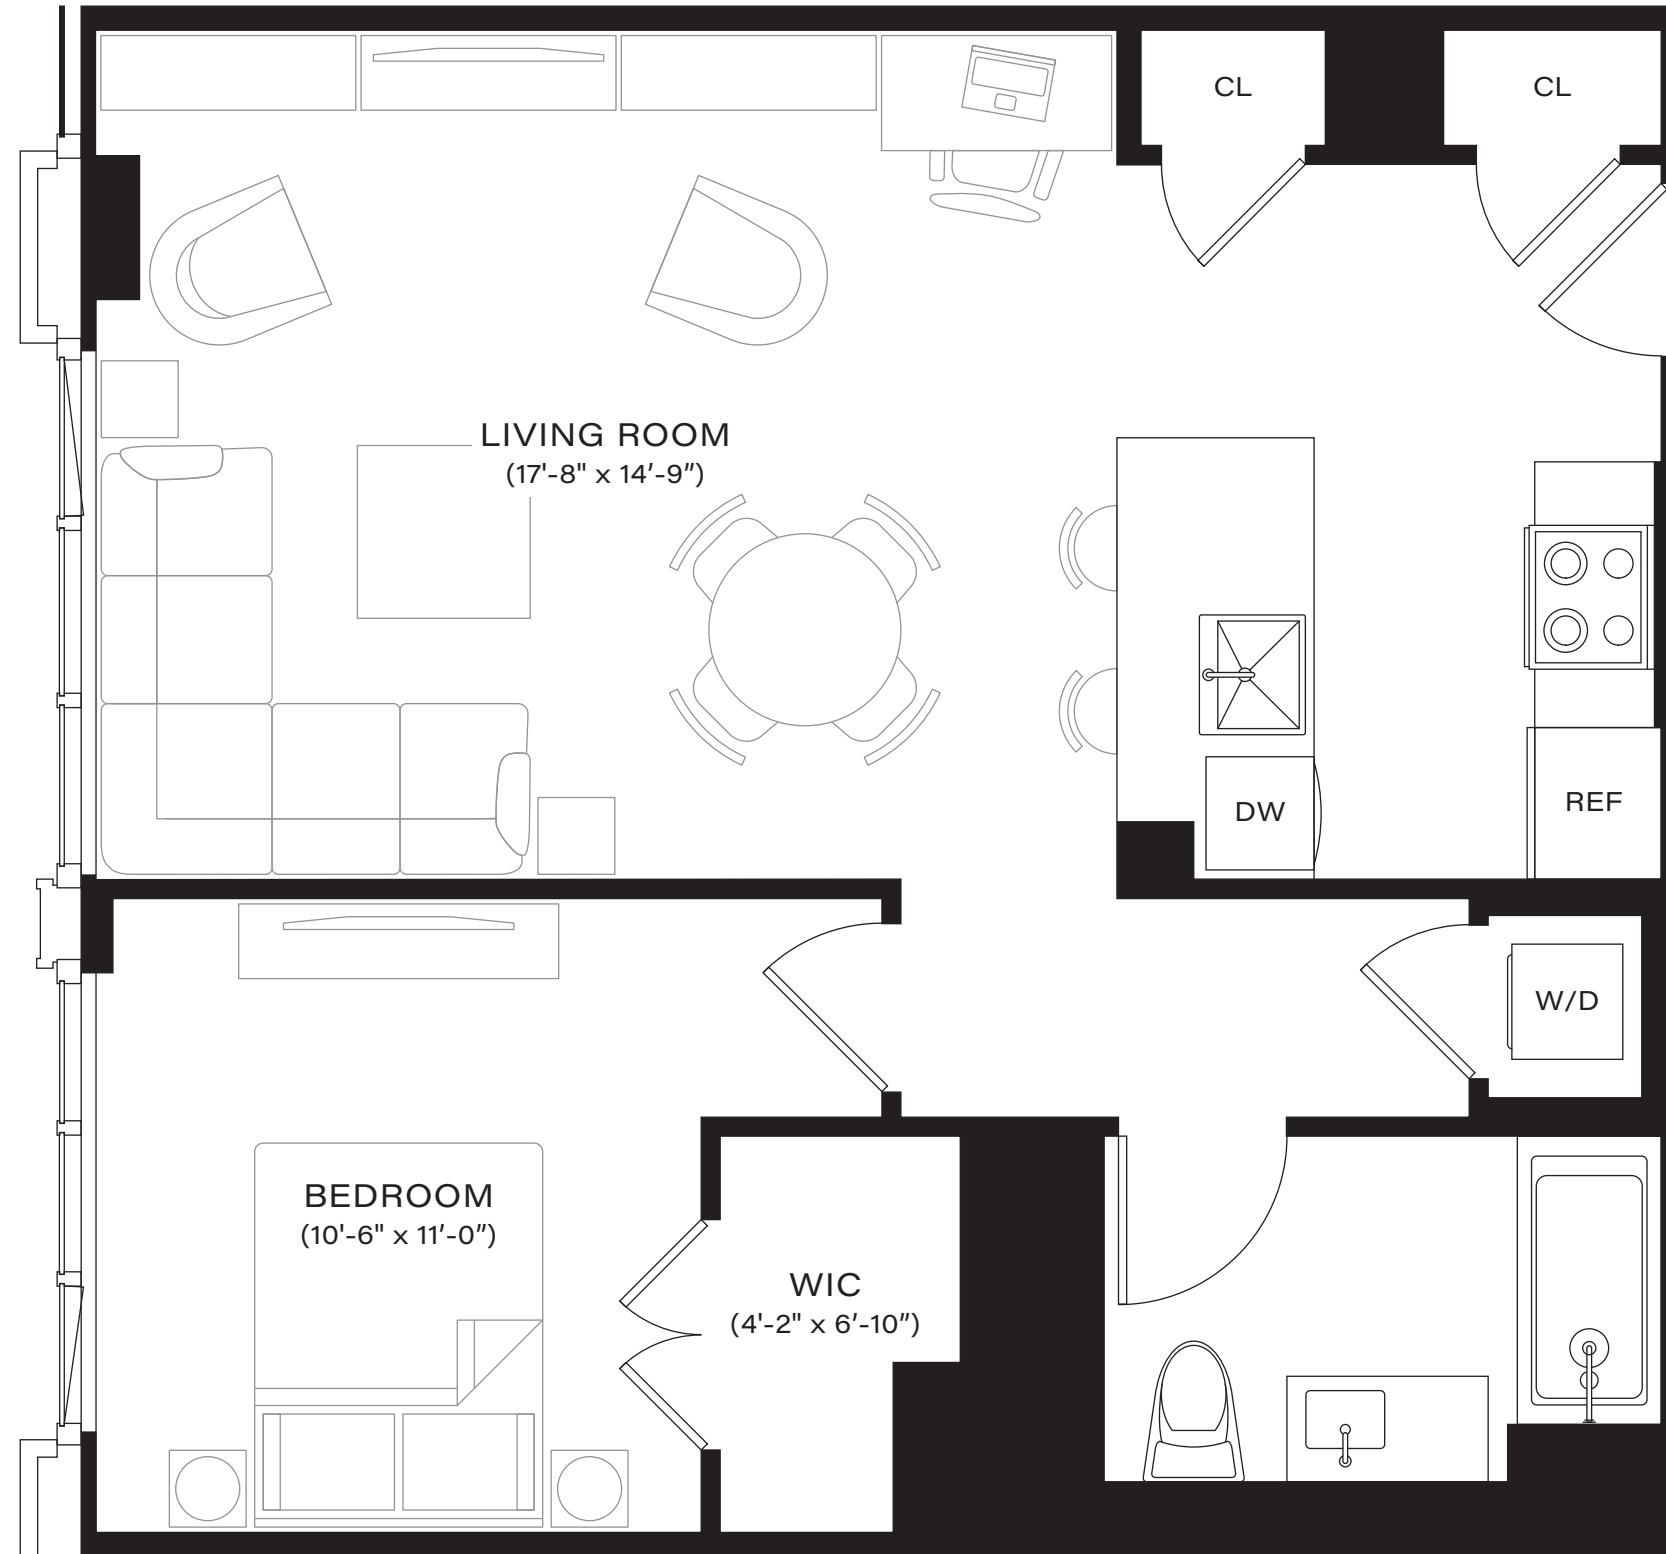 CL
CL
LIVING ROOM
(17'-8" x 14′-9″)
DW
REF
W/D
BEDROOM
(10'-6" x 11′-0″)
WIC
(4'-2" x 6′-10″)